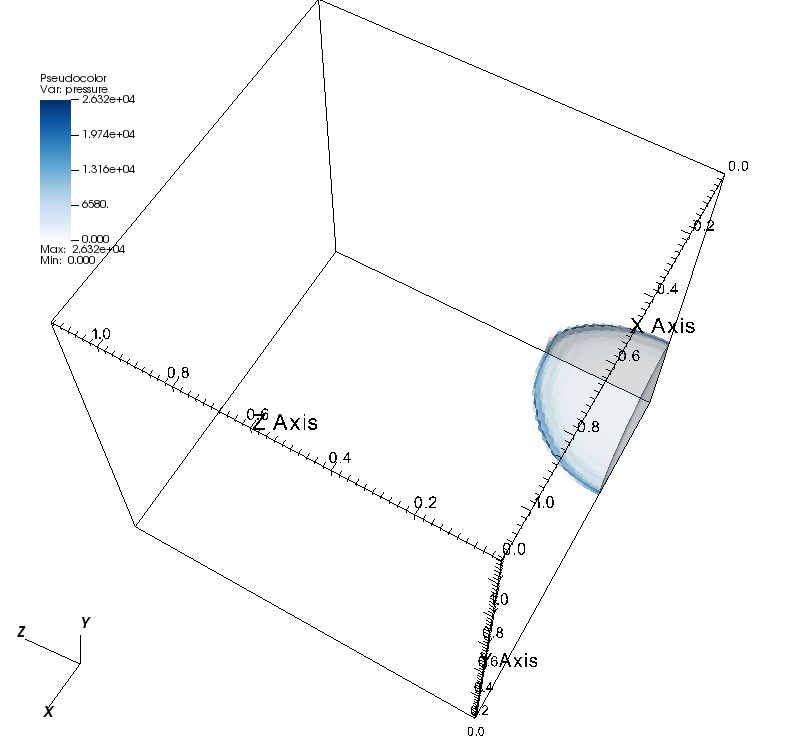 Pseudocolor
Var: pressure
2.632e+04
1.974e+04
1.316e+04
6580.
0.000
Max: 2.632e+04
Min: 0.000
0.0
0.2
0.4
X Axis
0.6
0.8
1.0
1.0
0.8
0.6
Z Axis
0.4
0.2
0.0
1.0
0.8
0.6
Y Axis
0.4
0.2
0.0
Y
Z
X